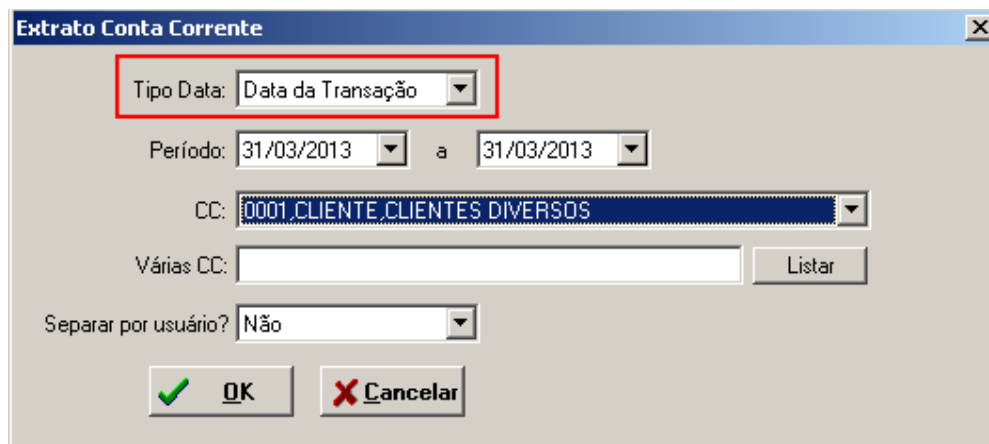 Extrato Conta Corrente
Tipo Data: Data da Transação
Período: 31/03/2013 a 31/03/2013
CC: 0001,CLIENTE,CLIENTES DIVERSOS
Várias CC: Listar
Separar por usuário? Não
OK Cancelar